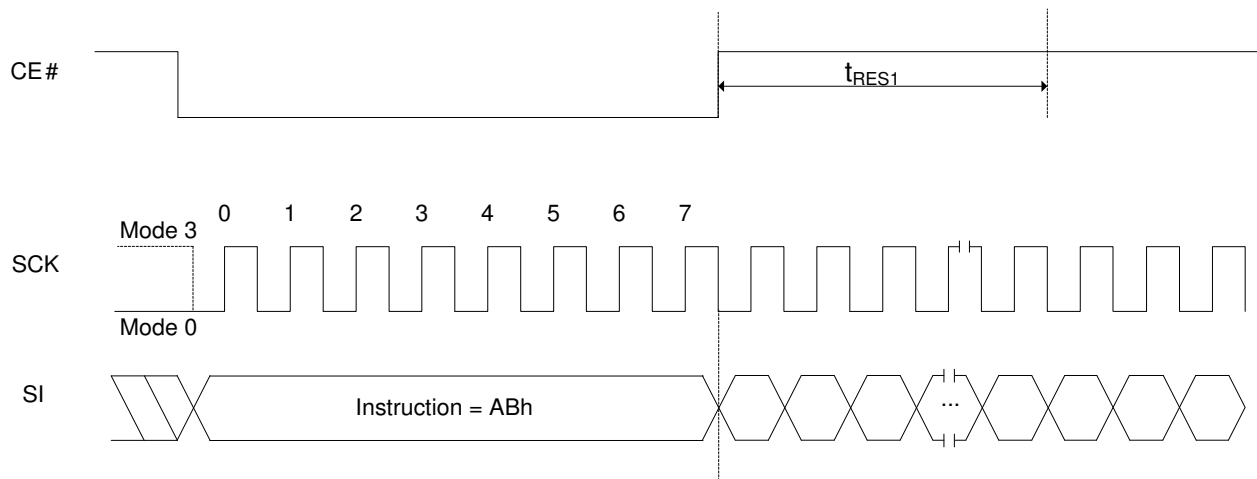 CE#
tRES1
0 1 2 3 4 5 6 7
Mode 3
SCK
Mode 0
SI
Instruction = ABh
...